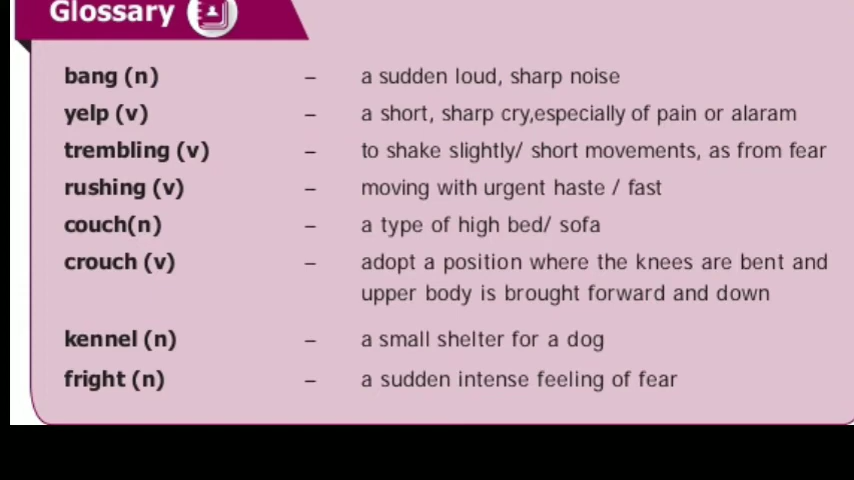 Glossary
bang (n) – a sudden loud, sharp noise
yelp (v) – a short, sharp cry,especially of pain or alaram
trembling (v) – to shake slightly/ short movements, as from fear
rushing (v) – moving with urgent haste / fast
couch(n) – a type of high bed/ sofa
crouch (v) – adopt a position where the knees are bent and
upper body is brought forward and down
kennel (n) – a small shelter for a dog
fright (n) – a sudden intense feeling of fear